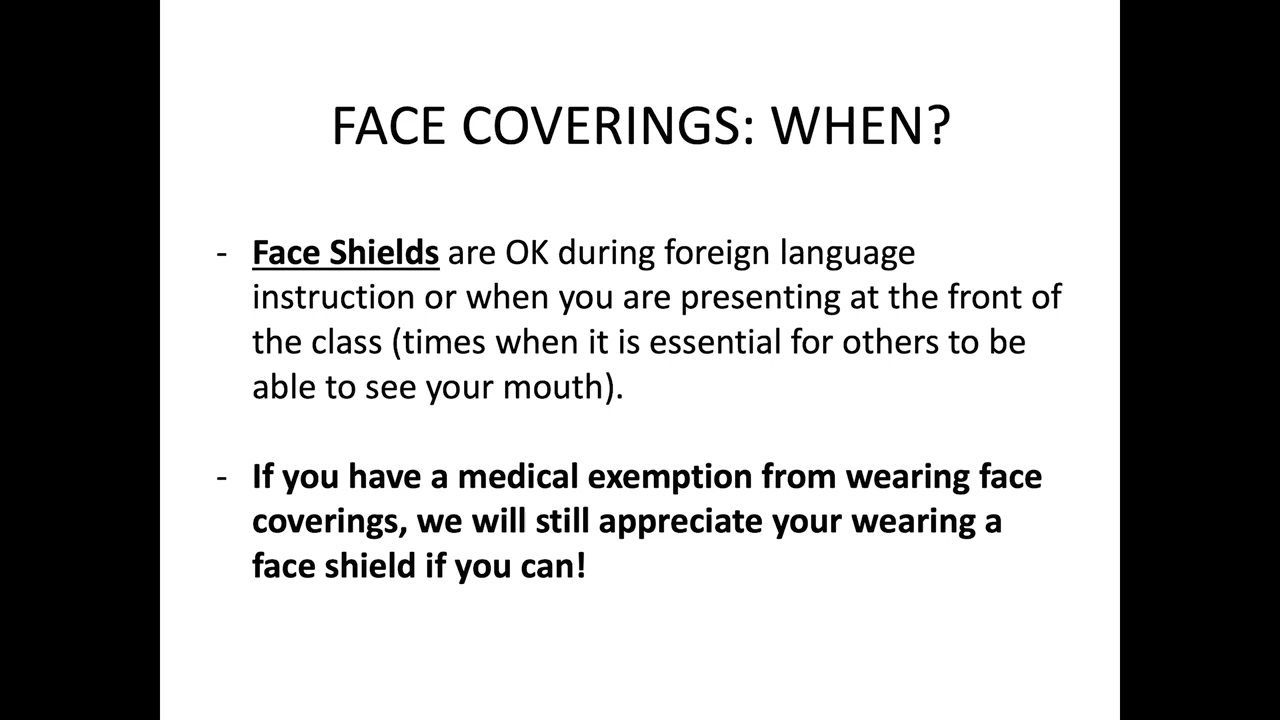 FACE COVERINGS: WHEN?
- Face Shields are OK during foreign language
instruction or when you are presenting at the front of
the class (times when it is essential for others to be
able to see your mouth).
- If you have a medical exemption from wearing face
coverings, we will still appreciate your wearing a
face shield if you can!